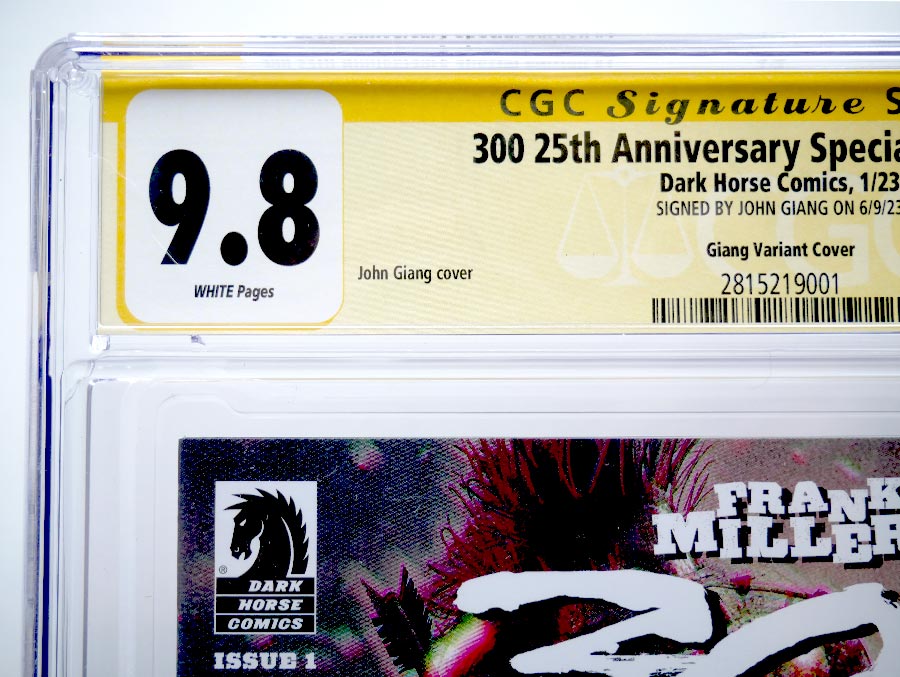 CGC Signature S
300 25th Anniversary Specia
Dark Horse Comics, 1/23
SIGNED BY JOHN GIANG ON 6/9/23
9.8
WHITE Pages
John Giang cover
Giang Variant Cover
2815219001
FRANK
MILLER
®
DARK
HORSE
COMICS
ISSUE 1